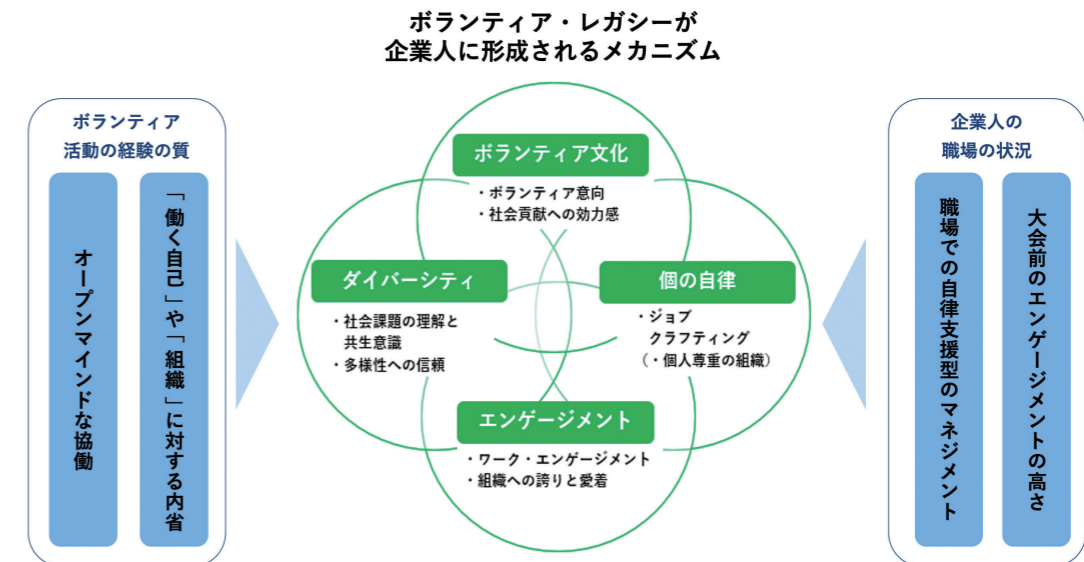 ボランティア・レガシーが
企業人に形成されるメカニズム
ボランティア
活動の経験の質
オープンマインドな協働
「働く自己」や「組織」に対する内省
ボランティア文化
・ボランティア意向
・社会貢献への効力感
ダイバーシティ
・社会課題の理解と
共生意識
・多様性への信頼
個の自律
・ジョブ
クラフティング
(・個人尊重の組織)
エンゲージメント
・ワーク・エンゲージメント
・組織への誇りと愛着
企業人の
職場の状況
職場での自律支援型のマネジメント
大会前のエンゲージメントの高さ